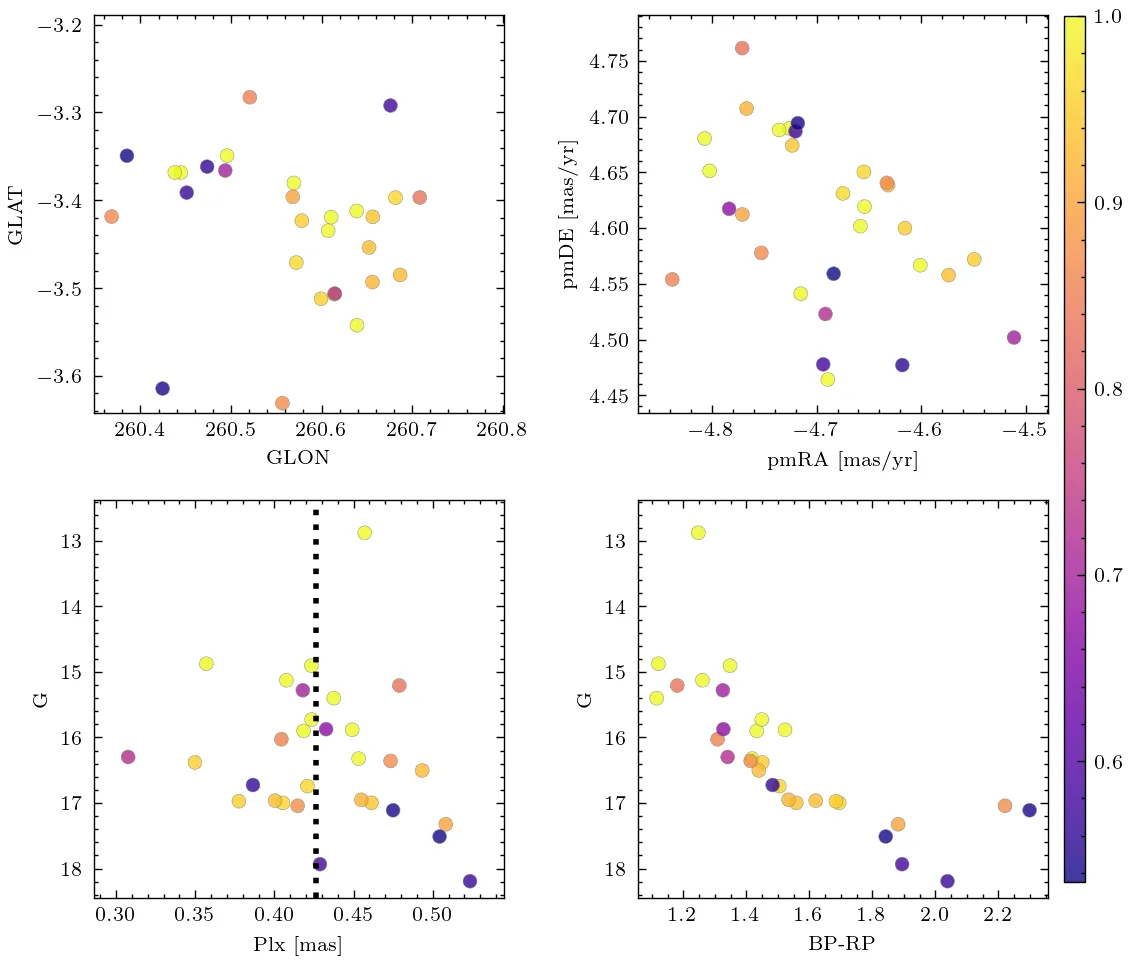 −3.2
−3.3
−3.4
−3.5
−3.6
GLAT
260.4 260.5 260.6 260.7 260.8
GLON
4.75
4.70
4.65
4.60
4.55
4.50
4.45
pmDE [mas/yr]
−4.8 −4.7 −4.6 −4.5
pmRA [mas/yr]
1.0
0.9
0.8
0.7
0.6
13
14
15
16
17
18
G
0.30 0.35 0.40 0.45 0.50
Plx [mas]
13
14
15
16
17
18
G
1.2 1.4 1.6 1.8 2.0 2.2
BP-RP